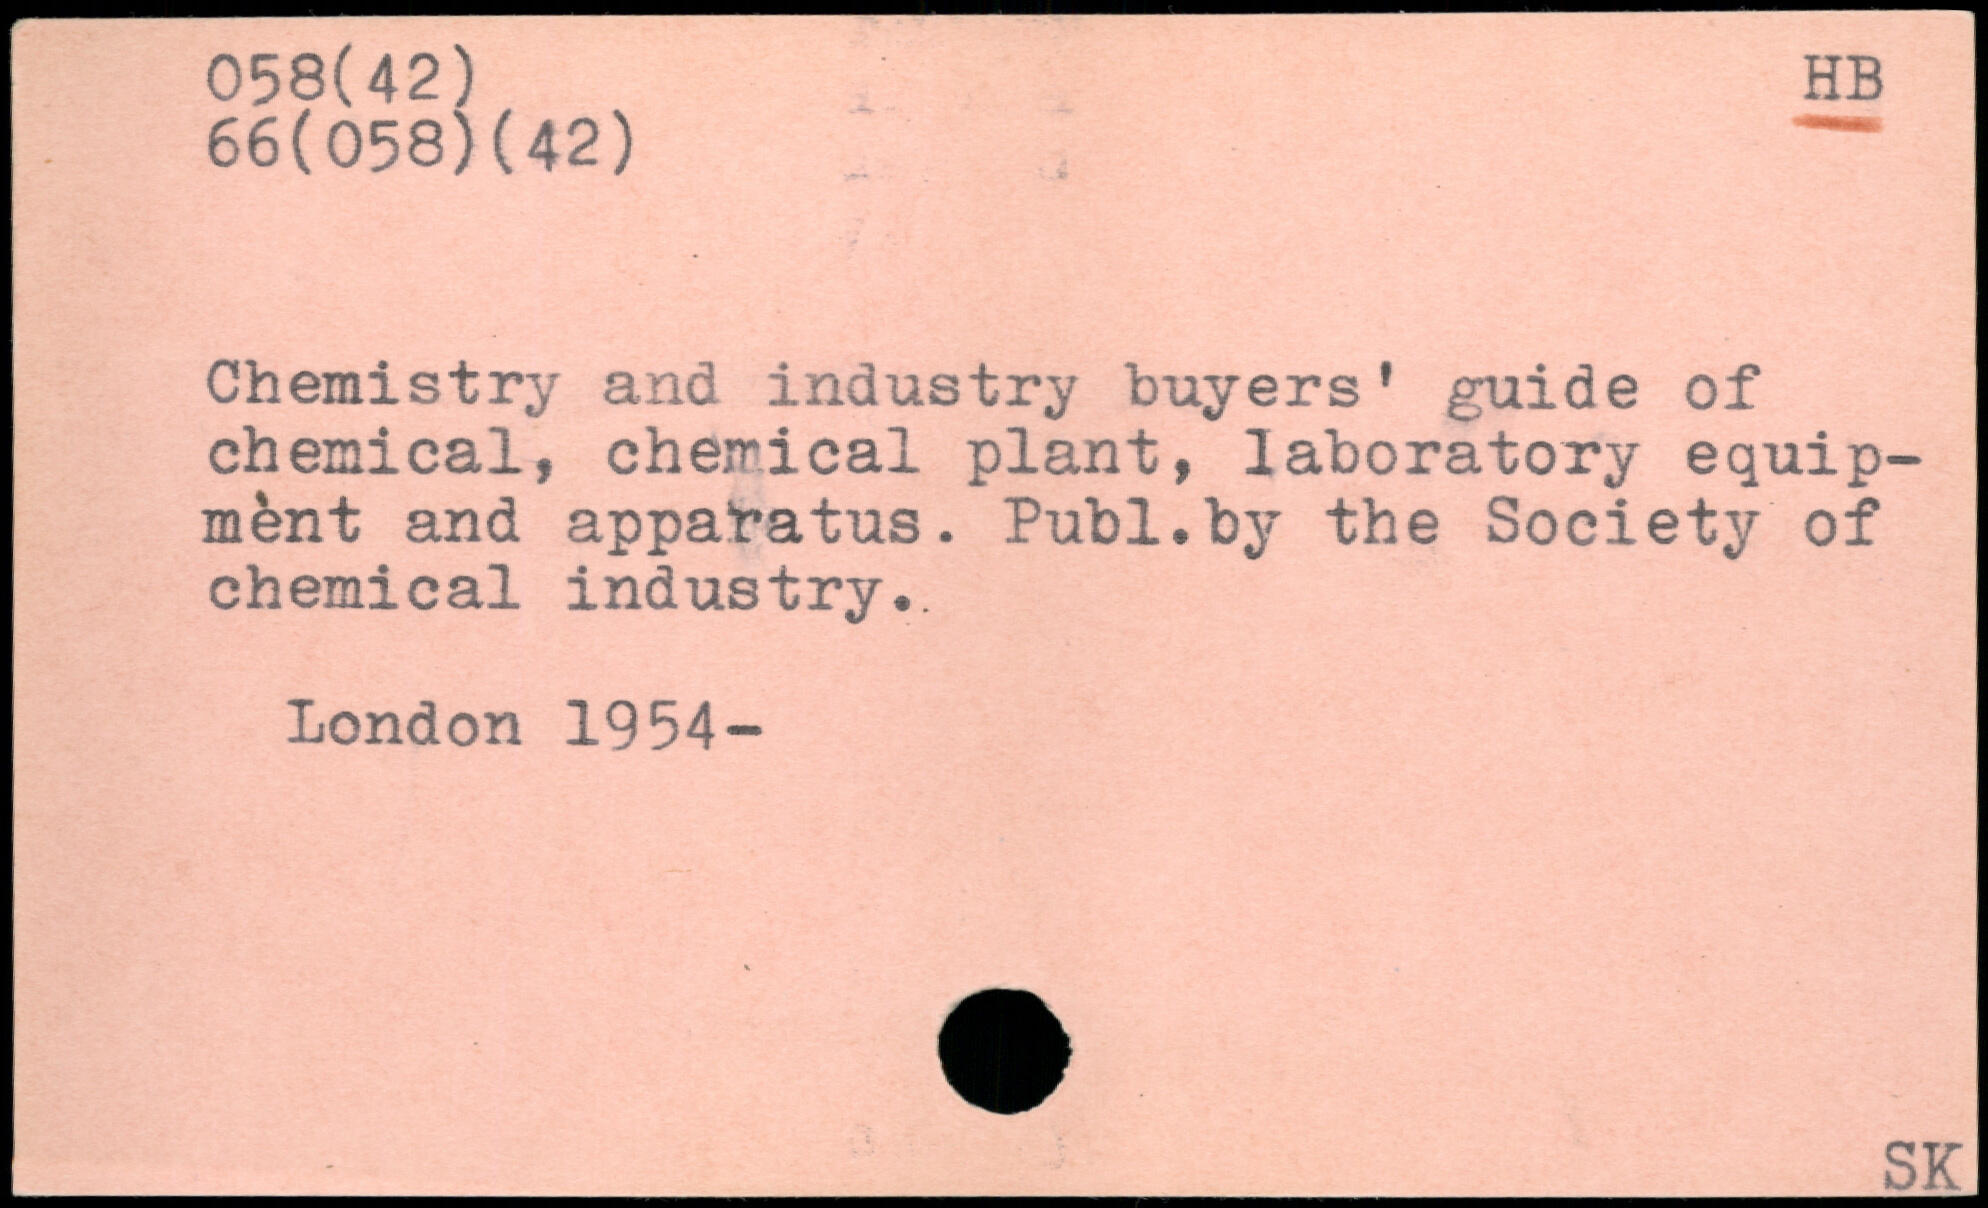 058(42)
HB
66(058)(42)
Chemistry and industry buyers' guide of
chemical, chemical plant, laboratory equip-
ment and apparatus. Publ.by the Society of
chemical industry.
London 1954-
SK